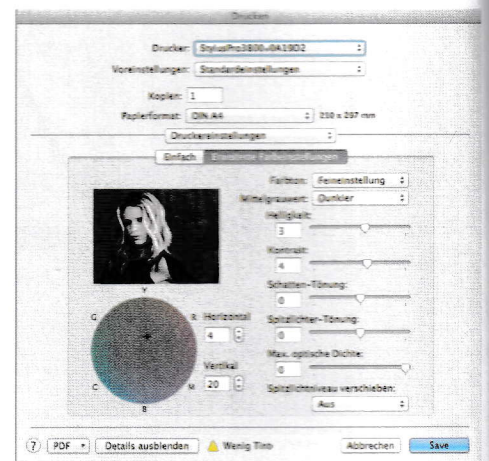 Drucken
Drucker: StylusPro3800-0A19D2
Voreinstellungen: Standardeinstellungen
Kopien: 1
Papierformat: DIN A4 210 x 297 mm
Druckereinstellungen
Einfach Erweiterte Farbeinstellungen
Farbton: Feineinstellung
Mittelgrauwert: Dunkler
Helligkeit:
3
Kontrast:
4
Schatten-Tönung:
0
Y
G R Horizontal Spitzlichter-Tönung:
4 0
Vertikal Max. optische Dichte:
C M 20 0
B Spitzlichtniveau verschieben:
Aus
? PDF Details ausblenden Wenig Tinte Abbrechen Save